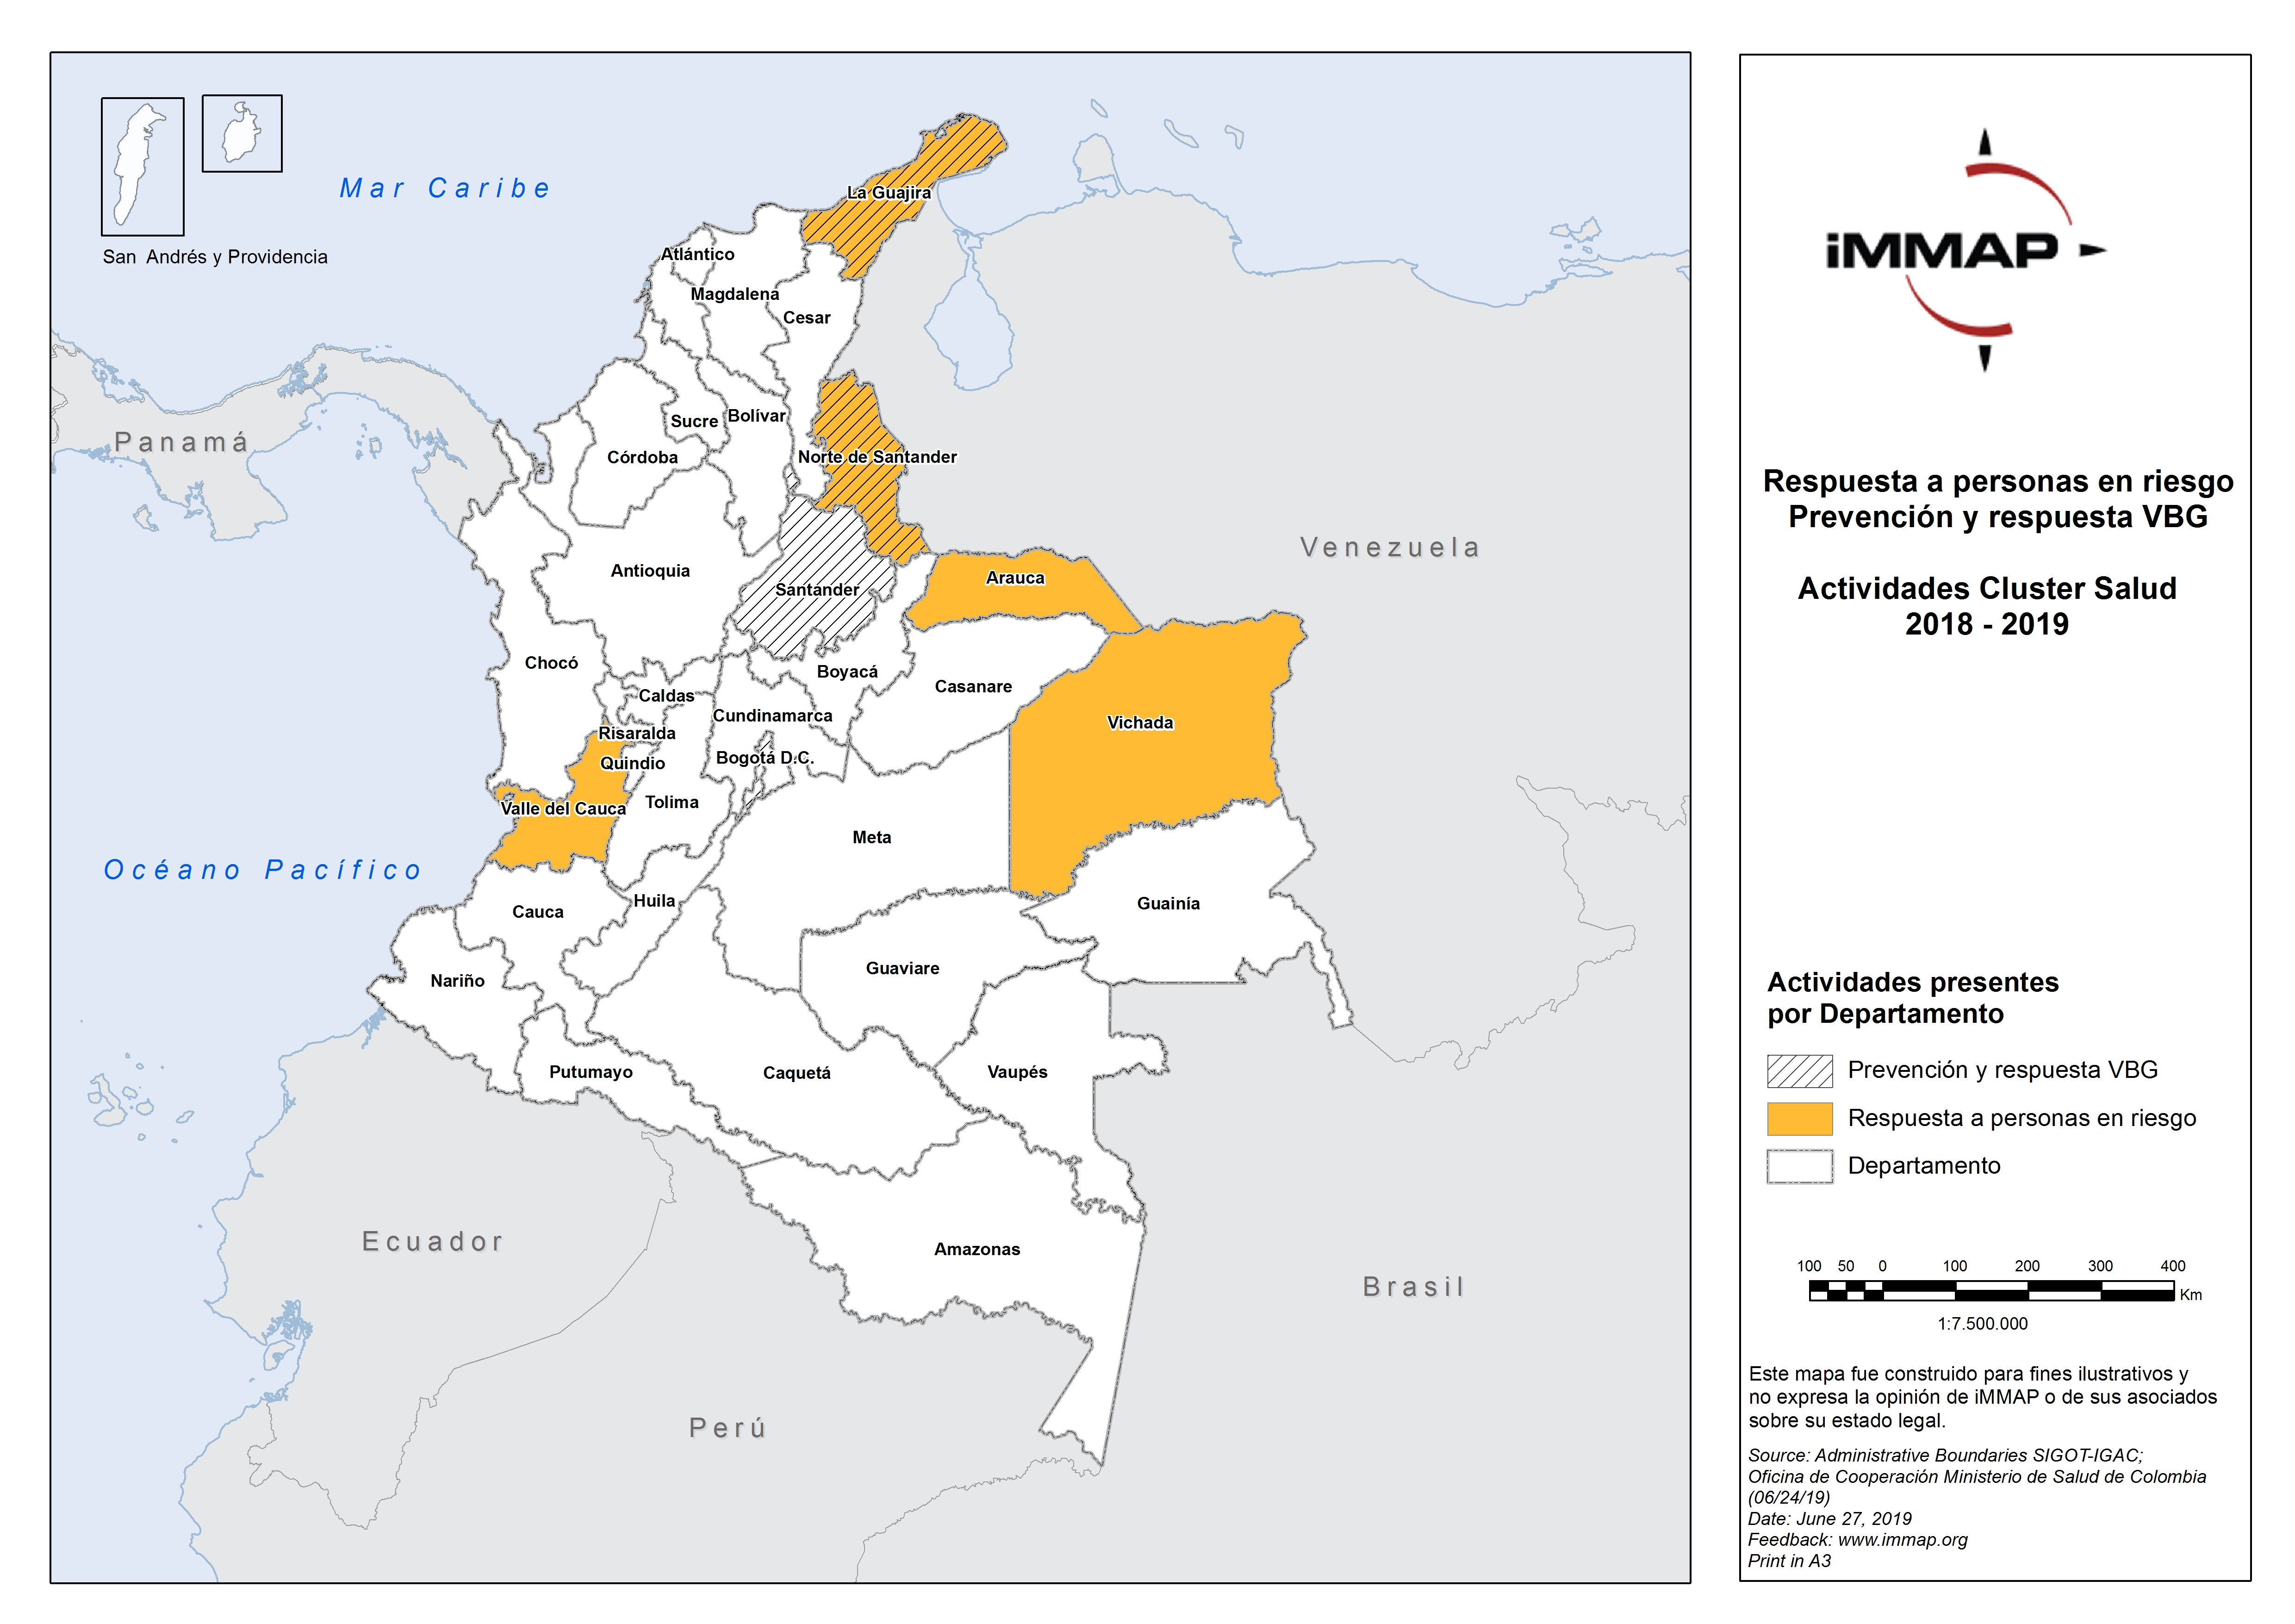 San Andrés y Providencia
Mar Caribe
La Guajira
Atlántico
Magdalena
Cesar
Panamá
Sucre
Bolívar
Córdoba
Norte de Santander
Venezuela
Antioquia
Santander
Arauca
Chocó
Boyacá
Casanare
Caldas
Cundinamarca
Vichada
Risaralda
Quindio
Bogotá D.C.
Valle del Cauca
Tolima
Meta
Océano Pacífico
Cauca
Huila
Guainía
Nariño
Guaviare
Putumayo
Caquetá
Vaupés
Ecuador
Amazonas
Brasil
Perú
iMMAP
Respuesta a personas en riesgo
Prevención y respuesta VBG
Actividades Cluster Salud
2018 - 2019
Actividades presentes
por Departamento
Prevención y respuesta VBG
Respuesta a personas en riesgo
Departamento
100 50 0 100 200 300 400
Km
1:7.500.000
Este mapa fue construido para fines ilustrativos y
no expresa la opinión de iMMAP o de sus asociados
sobre su estado legal.
Source: Administrative Boundaries SIGOT-IGAC;
Oficina de Cooperación Ministerio de Salud de Colombia
(06/24/19)
Date: June 27, 2019
Feedback: www.immap.org
Print in A3